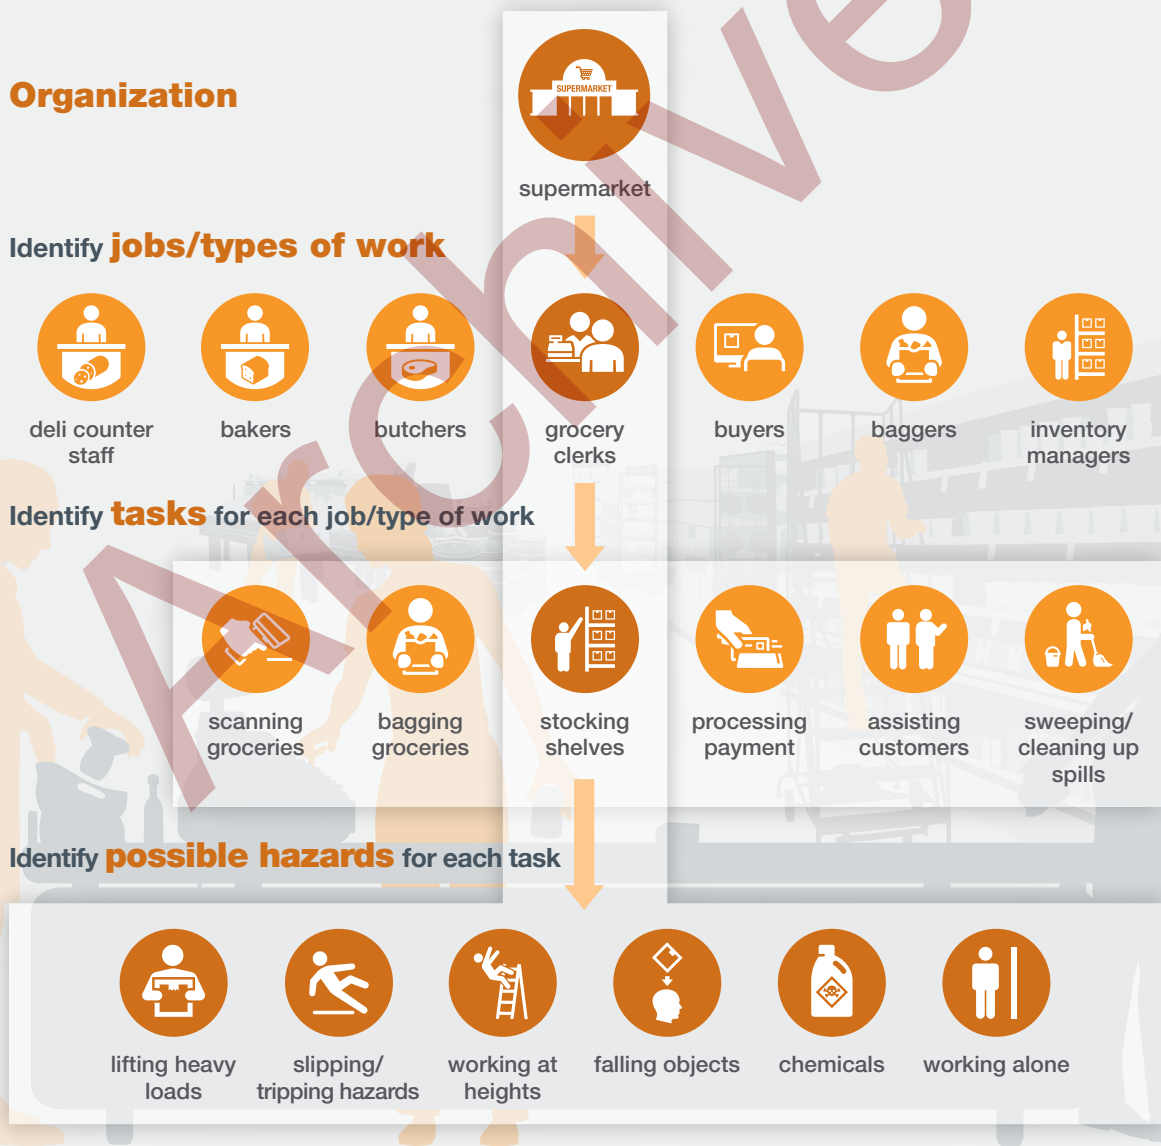 Organization
SUPERMARKET
supermarket
Identify jobs/types of work
deli counter
staff
bakers
butchers
grocery
clerks
buyers
baggers
inventory
managers
Identify tasks for each job/type of work
scanning
groceries
bagging
groceries
stocking
shelves
processing
payment
assisting
customers
sweeping/
cleaning up
spills
Identify possible hazards for each task
lifting heavy
loads
slipping/
tripping hazards
working at
heights
falling objects
chemicals
working alone
Archive